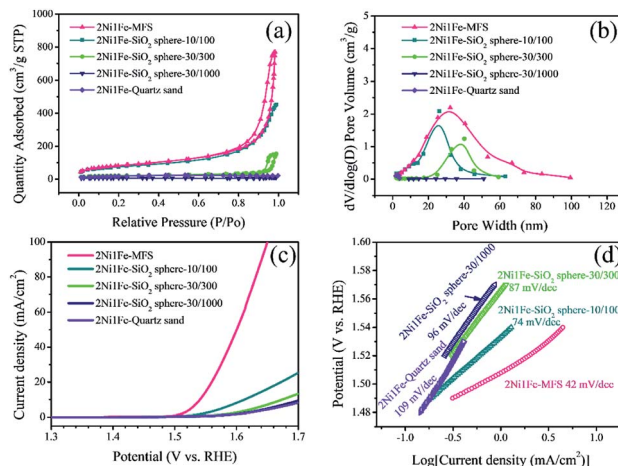 (a)
2Ni1Fe-MFS
2Ni1Fe-SiO₂ sphere-10/100
2Ni1Fe-SiO₂ sphere-30/300
2Ni1Fe-SiO₂ sphere-30/1000
2Ni1Fe-Quartz sand
Quantity Adsorbed (cm³/g STP)
1000
800
600
400
200
0
0.0 0.2 0.4 0.6 0.8 1.0
Relative Pressure (P/Po)
(b)
2Ni1Fe-MFS
2Ni1Fe-SiO₂ sphere-10/100
2Ni1Fe-SiO₂ sphere-30/300
2Ni1Fe-SiO₂ sphere-30/1000
2Ni1Fe-Quartz sand
dV/dlog(D) Pore Volume (cm³/g)
5
4
3
2
1
0
0 20 40 60 80 100 120
Pore Width (nm)
(c)
2Ni1Fe-MFS
2Ni1Fe-SiO₂ sphere-10/100
2Ni1Fe-SiO₂ sphere-30/300
2Ni1Fe-SiO₂ sphere-30/1000
2Ni1Fe-Quartz sand
Current density (mA/cm²)
100
80
60
40
20
0
1.3 1.4 1.5 1.6 1.7
Potential (V vs. RHE)
(d)
2Ni1Fe-SiO₂ sphere-30/1000
96 mV/dec
2Ni1Fe-SiO₂ sphere-30/300
87 mV/dec
2Ni1Fe-SiO₂ sphere-10/100
74 mV/dec
2Ni1Fe-MFS 42 mV/dec
2Ni1Fe-Quartz sand
109 mV/dec
Potential (V vs. RHE)
1.60
1.56
1.52
1.48
-1.0 -0.5 0.0 0.5 1.0
Log[Current density (mA/cm²)]